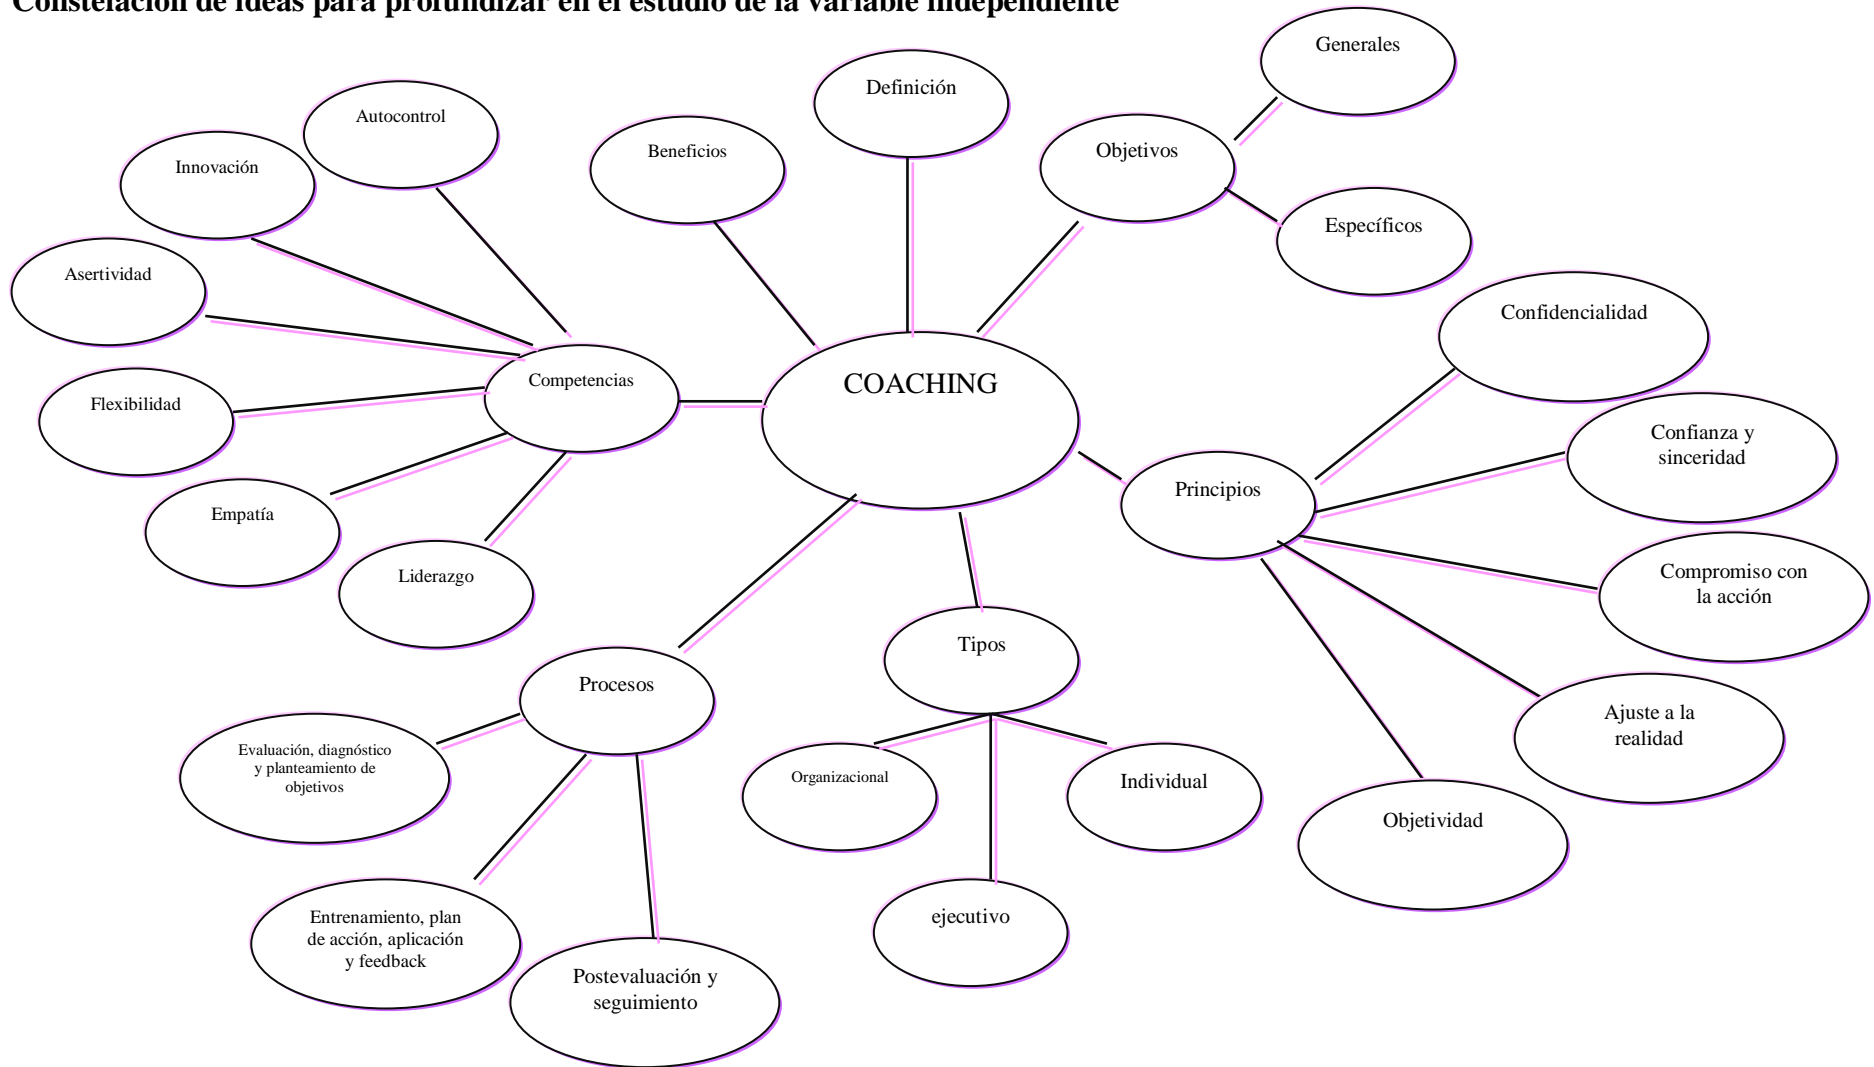 Constelación de ideas para profundizar en el estudio de la variable independiente
Generales
Definición
Objetivos
Autocontrol
Beneficios
Innovación
Específicos
Asertividad
Confidencialidad
Competencias
COACHING
Flexibilidad
Confianza y
sinceridad
Principios
Empatía
Liderazgo
Compromiso con
la acción
Tipos
Procesos
Ajuste a la
realidad
Evaluación, diagnóstico
y planteamiento de
objetivos
Organizacional
Individual
Objetividad
Entrenamiento, plan
de acción, aplicación
y feedback
ejecutivo
Postevaluación y
seguimiento